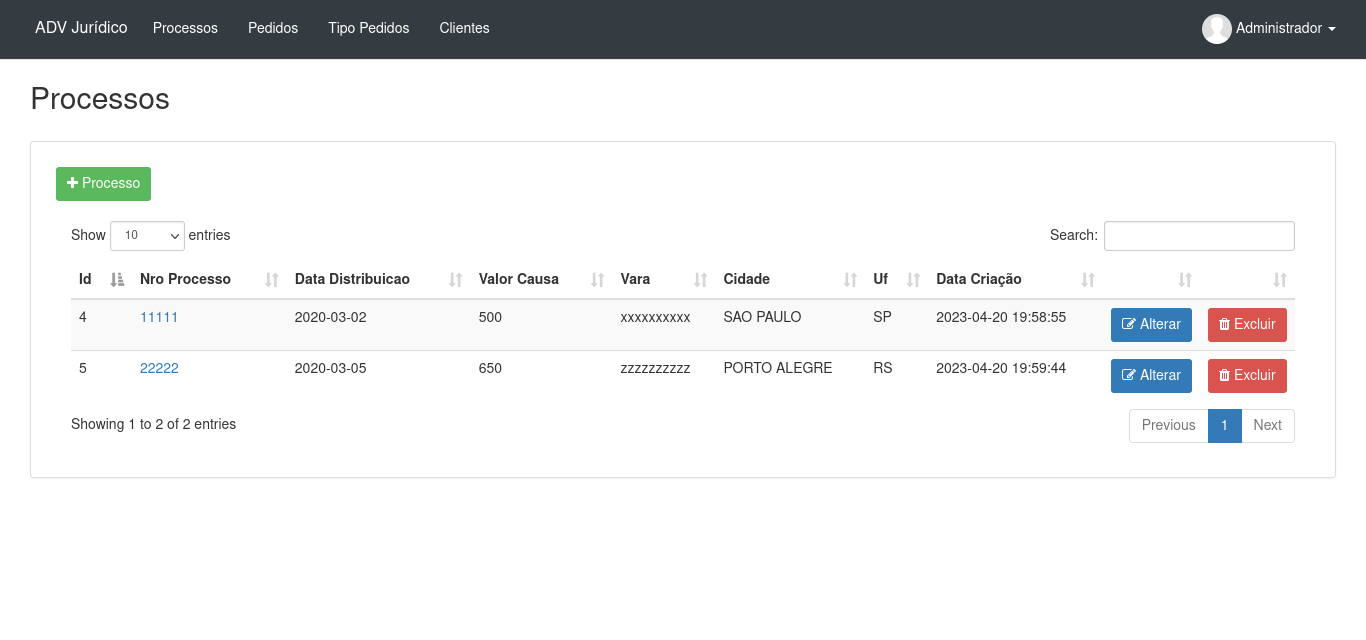 ADV Jurídico Processos Pedidos Tipo Pedidos Clientes Administrador
Processos
Processo
Show 10 entries Search:
Id Nro Processo Data Distribuicao Valor Causa Vara Cidade Uf Data Criação
4 11111 2020-03-02 500 xxxxxxxxxx SAO PAULO SP 2023-04-20 19:58:55 Alterar Excluir
5 22222 2020-03-05 650 zzzzzzzzzz PORTO ALEGRE RS 2023-04-20 19:59:44 Alterar Excluir
Showing 1 to 2 of 2 entries Previous 1 Next